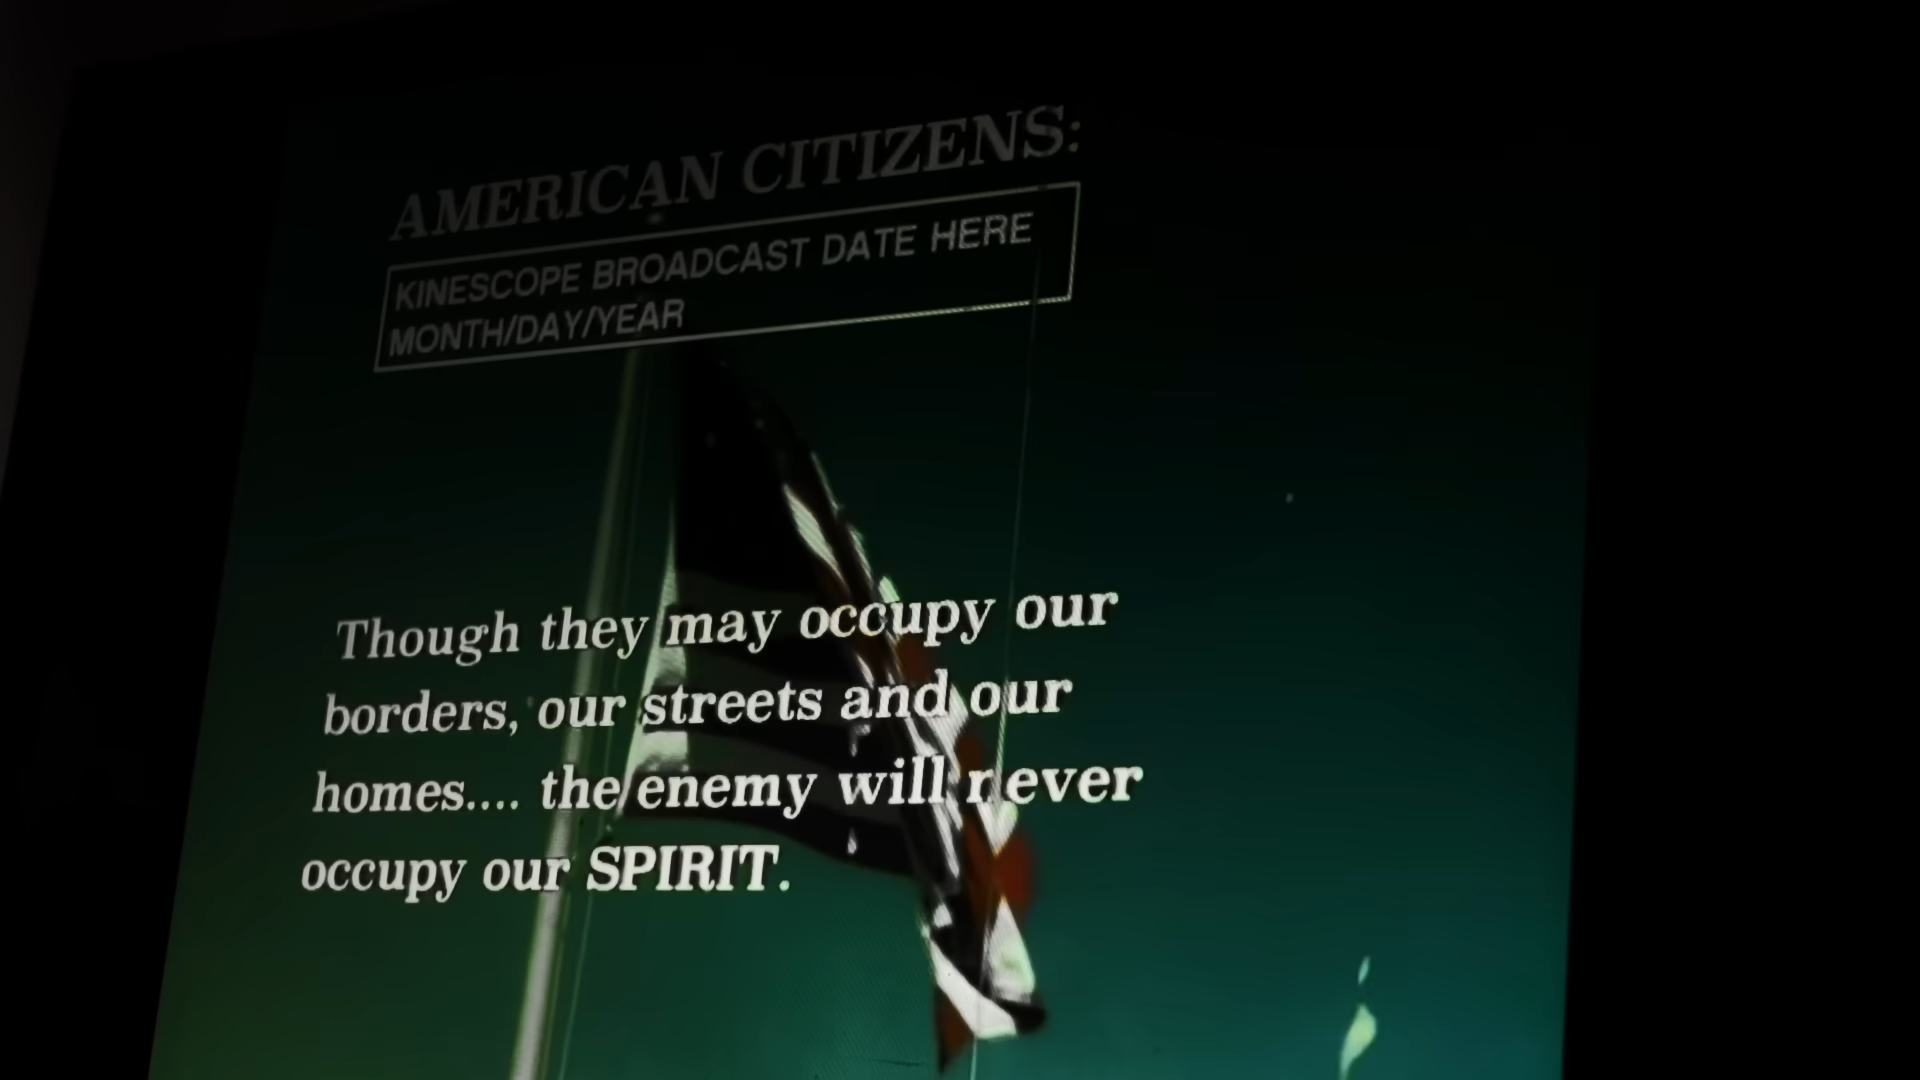 AMERICAN CITIZENS:
KINESCOPE BROADCAST DATE HERE
MONTH/DAY/YEAR
Though they may occupy our
borders, our streets and our
homes.... the enemy will never
occupy our SPIRIT.